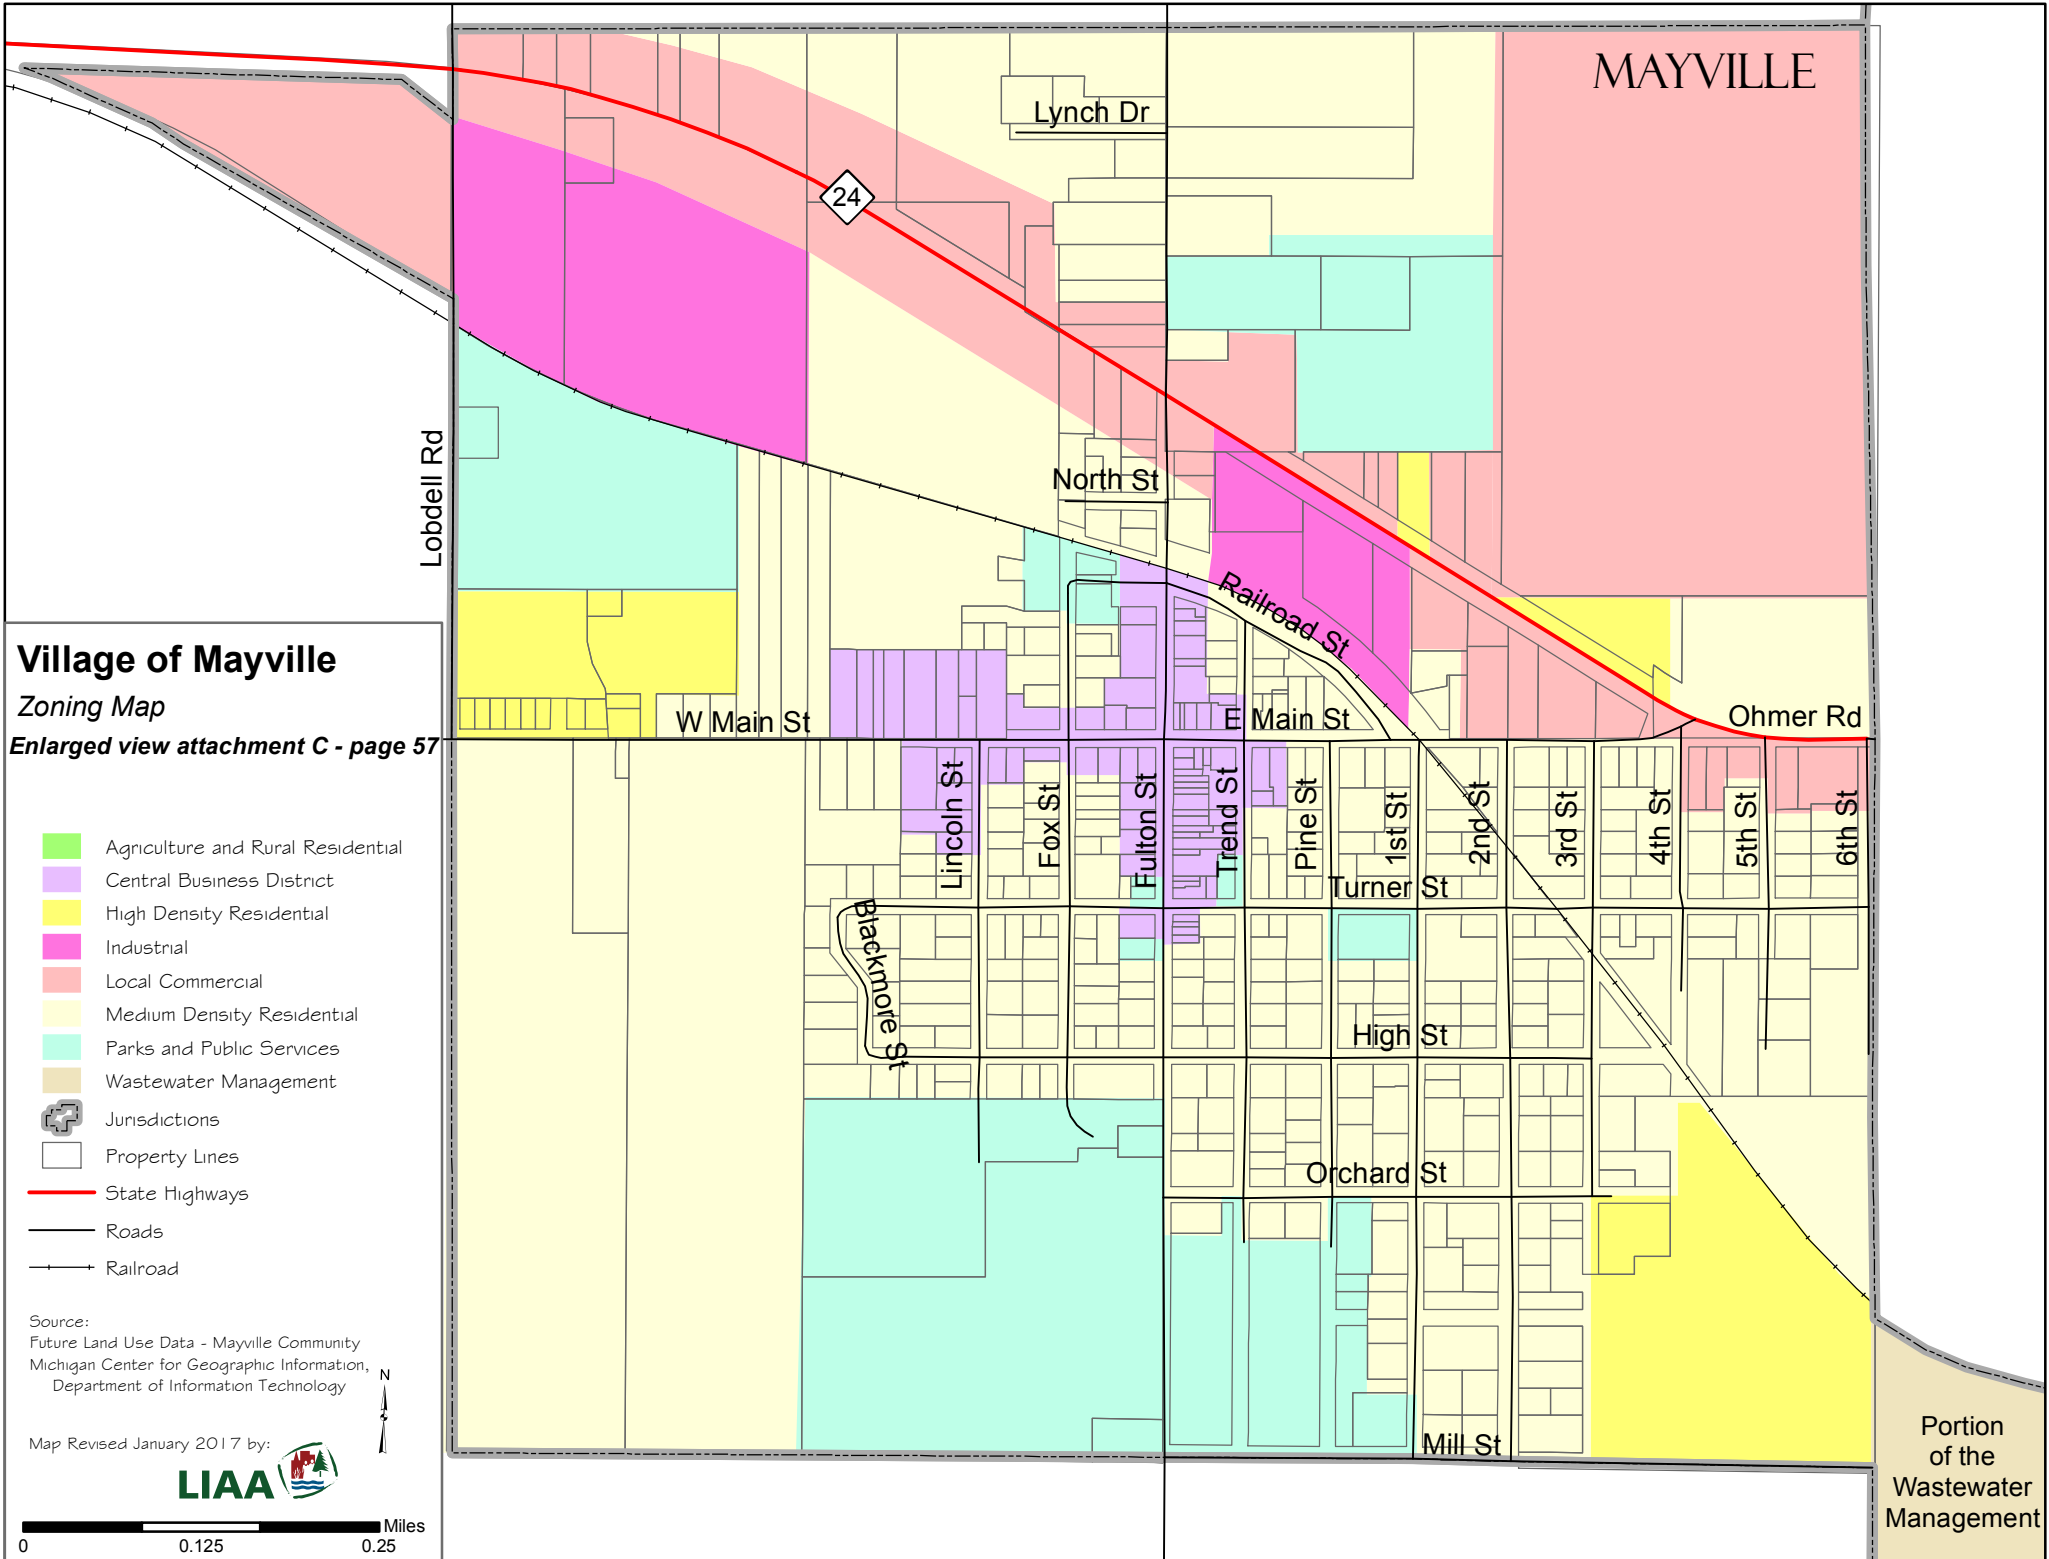 MAYVILLE
Lynch Dr
24
North St
Lobdell Rd
Railroad St
W Main St
E Main St
Ohmer Rd
Lincoln St
Fox St
Fulton St
Trend St
Pine St
1st St
2nd St
3rd St
4th St
5th St
6th St
Turner St
Blackmore St
High St
Orchard St
Mill St
Portion
of the
Wastewater
Management
Village of Mayville
Zoning Map
Enlarged view attachment C - page 57
Agriculture and Rural Residential
Central Business District
High Density Residential
Industrial
Local Commercial
Medium Density Residential
Parks and Public Services
Wastewater Management
Jurisdictions
Property Lines
State Highways
Roads
Railroad
Source:
Future Land Use Data - Mayville Community
Michigan Center for Geographic Information,
Department of Information Technology
N
Map Revised January 2017 by:
LIAA
Miles
0 0.125 0.25